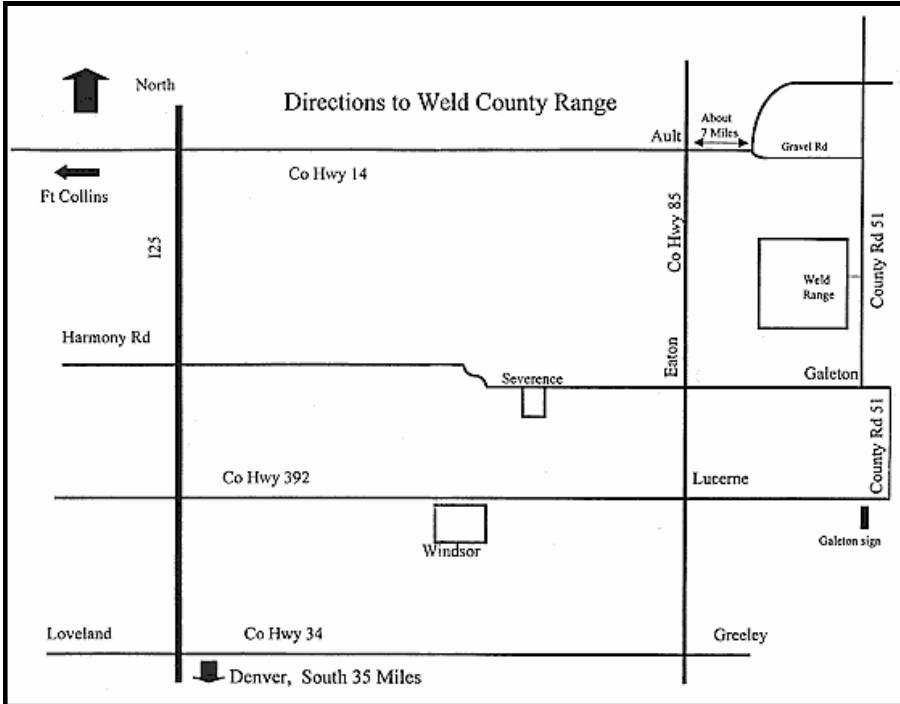 North
Directions to Weld County Range
About
7 Miles
Ault
Gravel Rd
Co Hwy 14
Ft Collins
I25
Co Hwy 85
County Rd 51
Weld
Range
Harmony Rd
Eaton
Galeton
Severence
County Rd 51
Co Hwy 392
Lucerne
Galeton sign
Windsor
Loveland
Co Hwy 34
Greeley
Denver, South 35 Miles